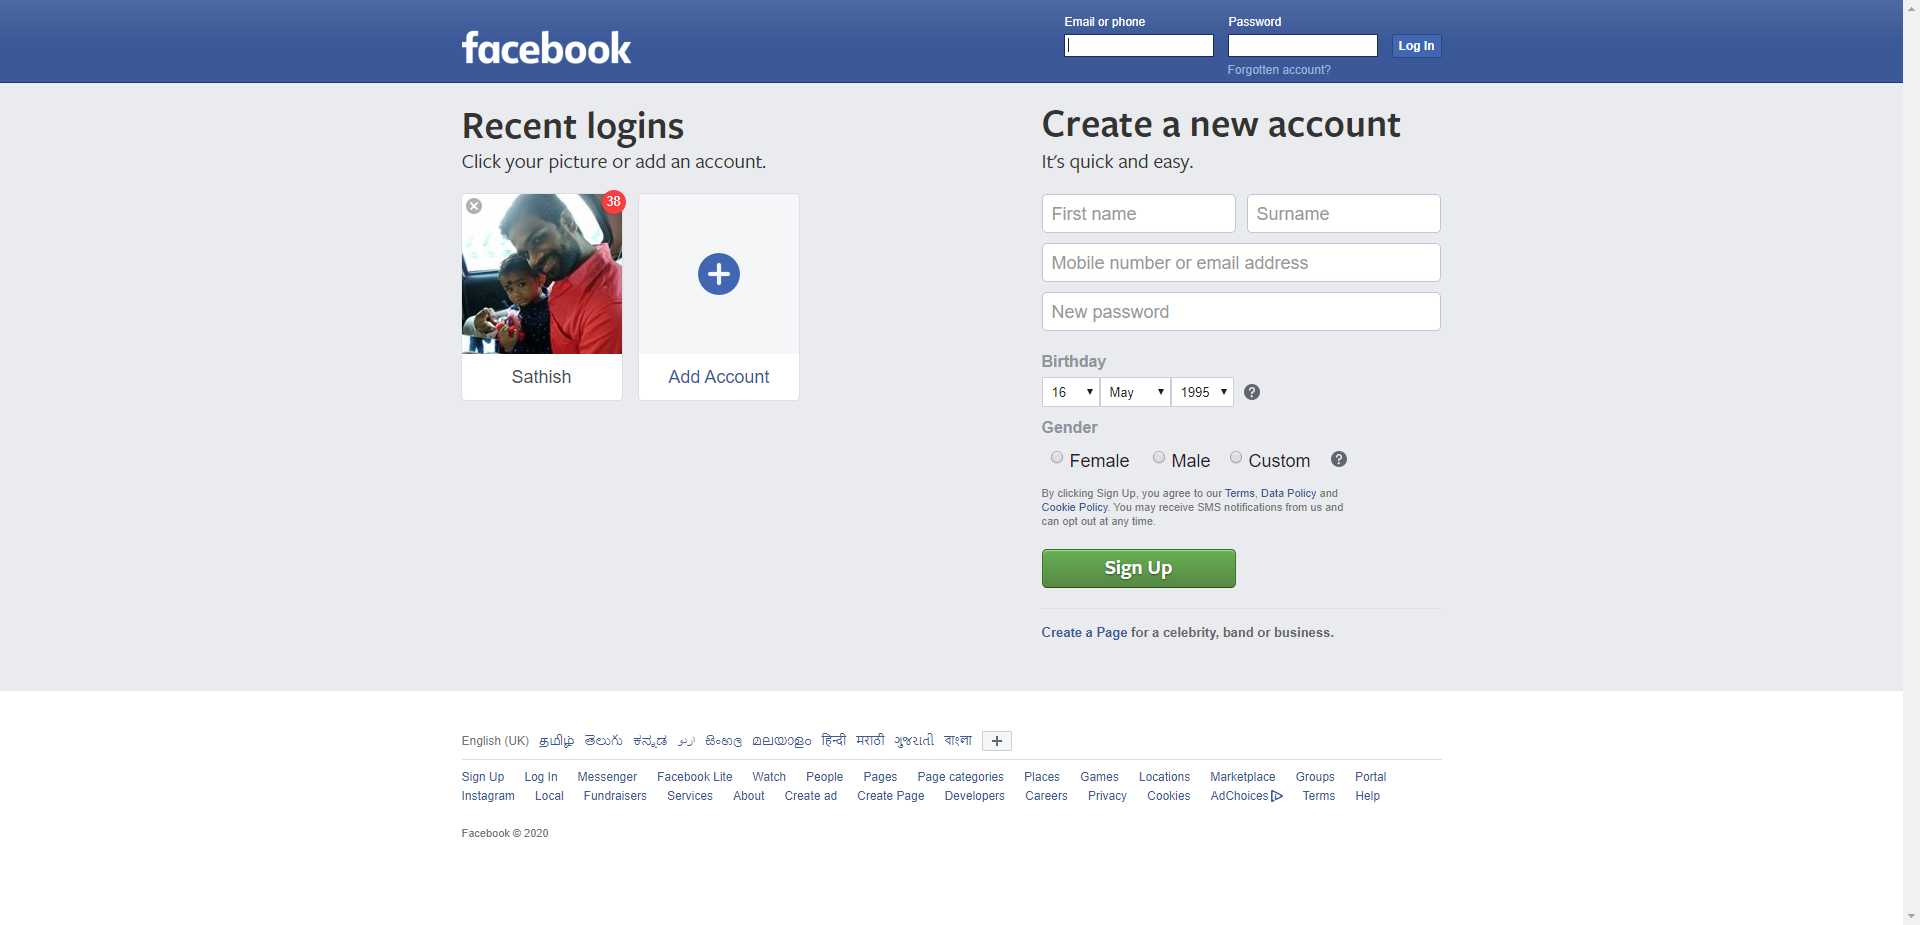 facebook
Email or phone
Password
Log In
Forgotten account?
Recent logins
Click your picture or add an account.
38
Sathish
Add Account
Create a new account
It's quick and easy.
First name
Surname
Mobile number or email address
New password
Birthday
16 May 1995
Gender
Female Male Custom
By clicking Sign Up, you agree to our Terms, Data Policy and
Cookie Policy. You may receive SMS notifications from us and
can opt out at any time.
Sign Up
Create a Page for a celebrity, band or business.
English (UK) தமிழ் తెలుగు ಕನ್ನಡ اردو සිංහල മലയാളം हिन्दी मराठी ગુજરાતી বাংলা
Sign Up Log In Messenger Facebook Lite Watch People Pages Page categories Places Games Locations Marketplace Groups Portal
Instagram Local Fundraisers Services About Create ad Create Page Developers Careers Privacy Cookies AdChoices Terms Help
Facebook © 2020